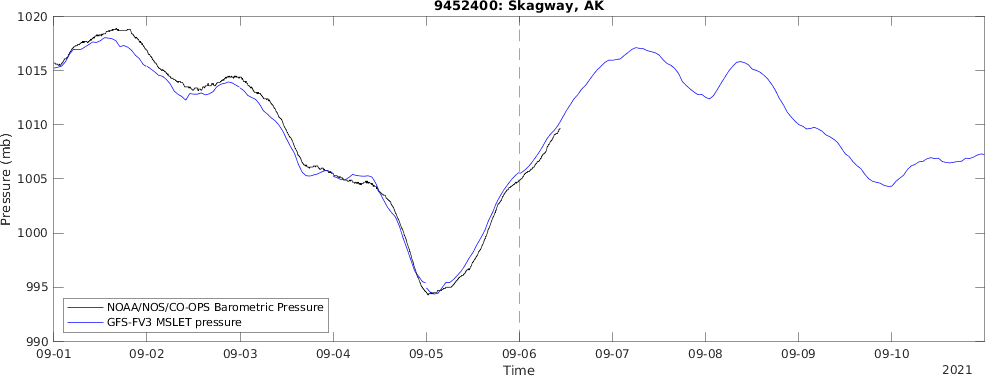 9452400: Skagway, AK
1020
1015
1010
1005
1000
995
990
Pressure (mb)
NOAA/NOS/CO-OPS Barometric Pressure
GFS-FV3 MSLET pressure
09-01 09-02 09-03 09-04 09-05 09-06 09-07 09-08 09-09 09-10
Time
2021